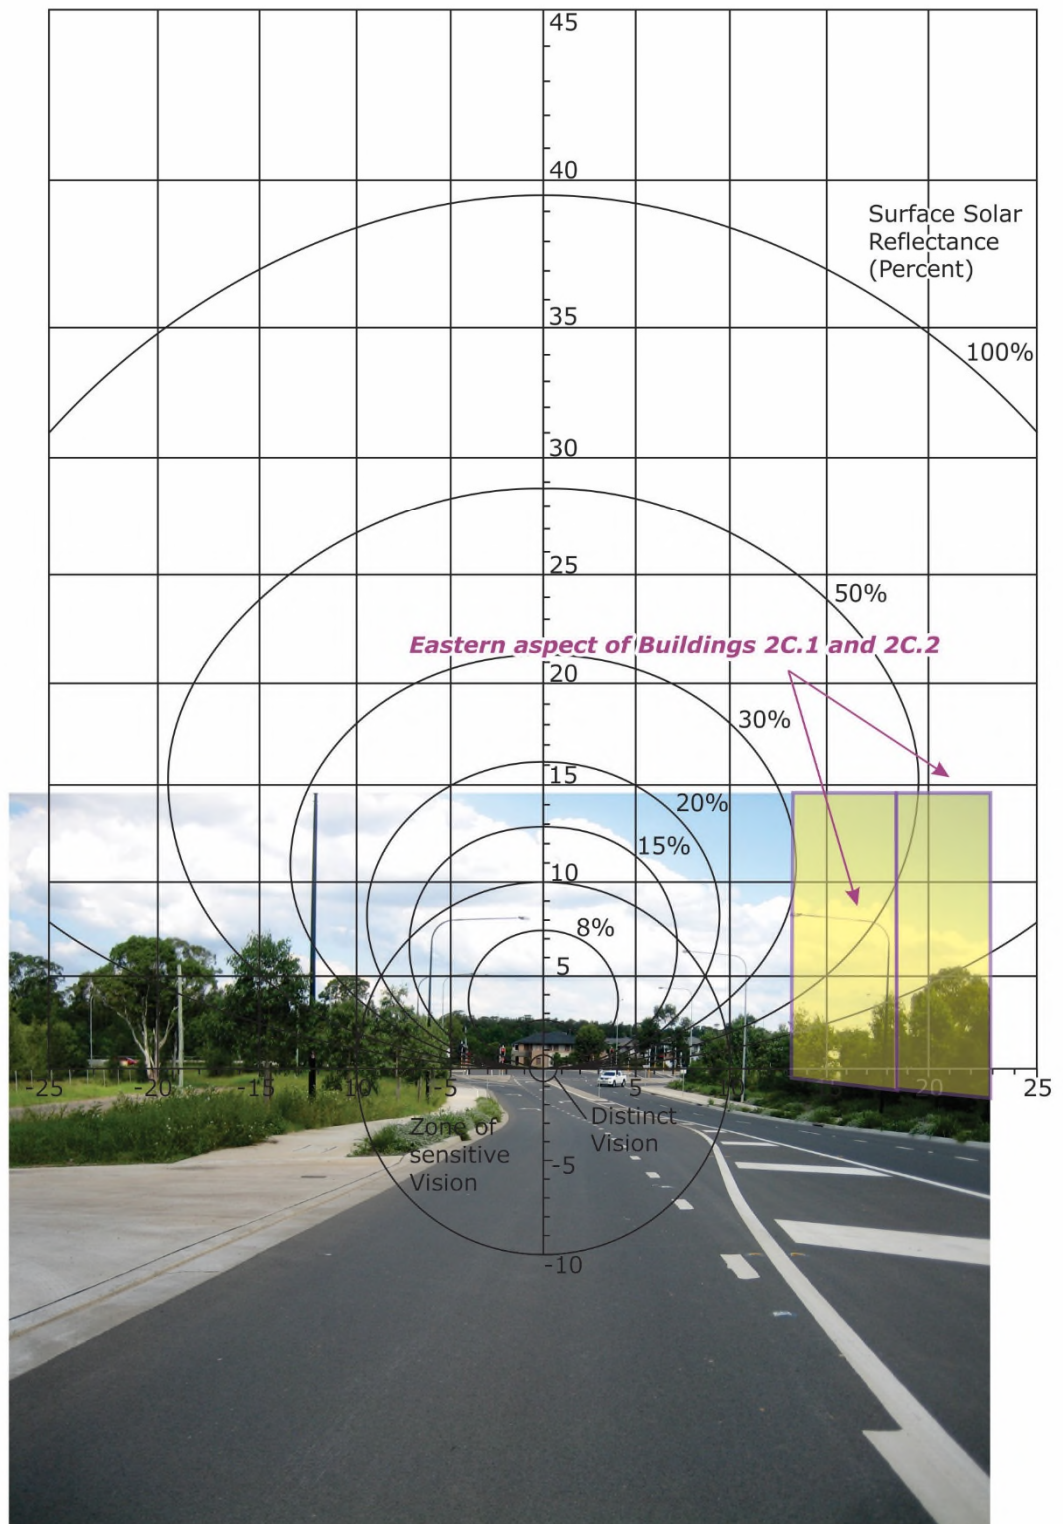 45
40
Surface Solar
Reflectance
(Percent)
35
100%
30
25
50%
Eastern aspect of Buildings 2C.1 and 2C.2
20
30%
15
20%
15%
10
8%
5
-25 -20 -15 -10 -5 5 10 15 20 25
Zone of
sensitive
Vision
Distinct
Vision
-5
-10